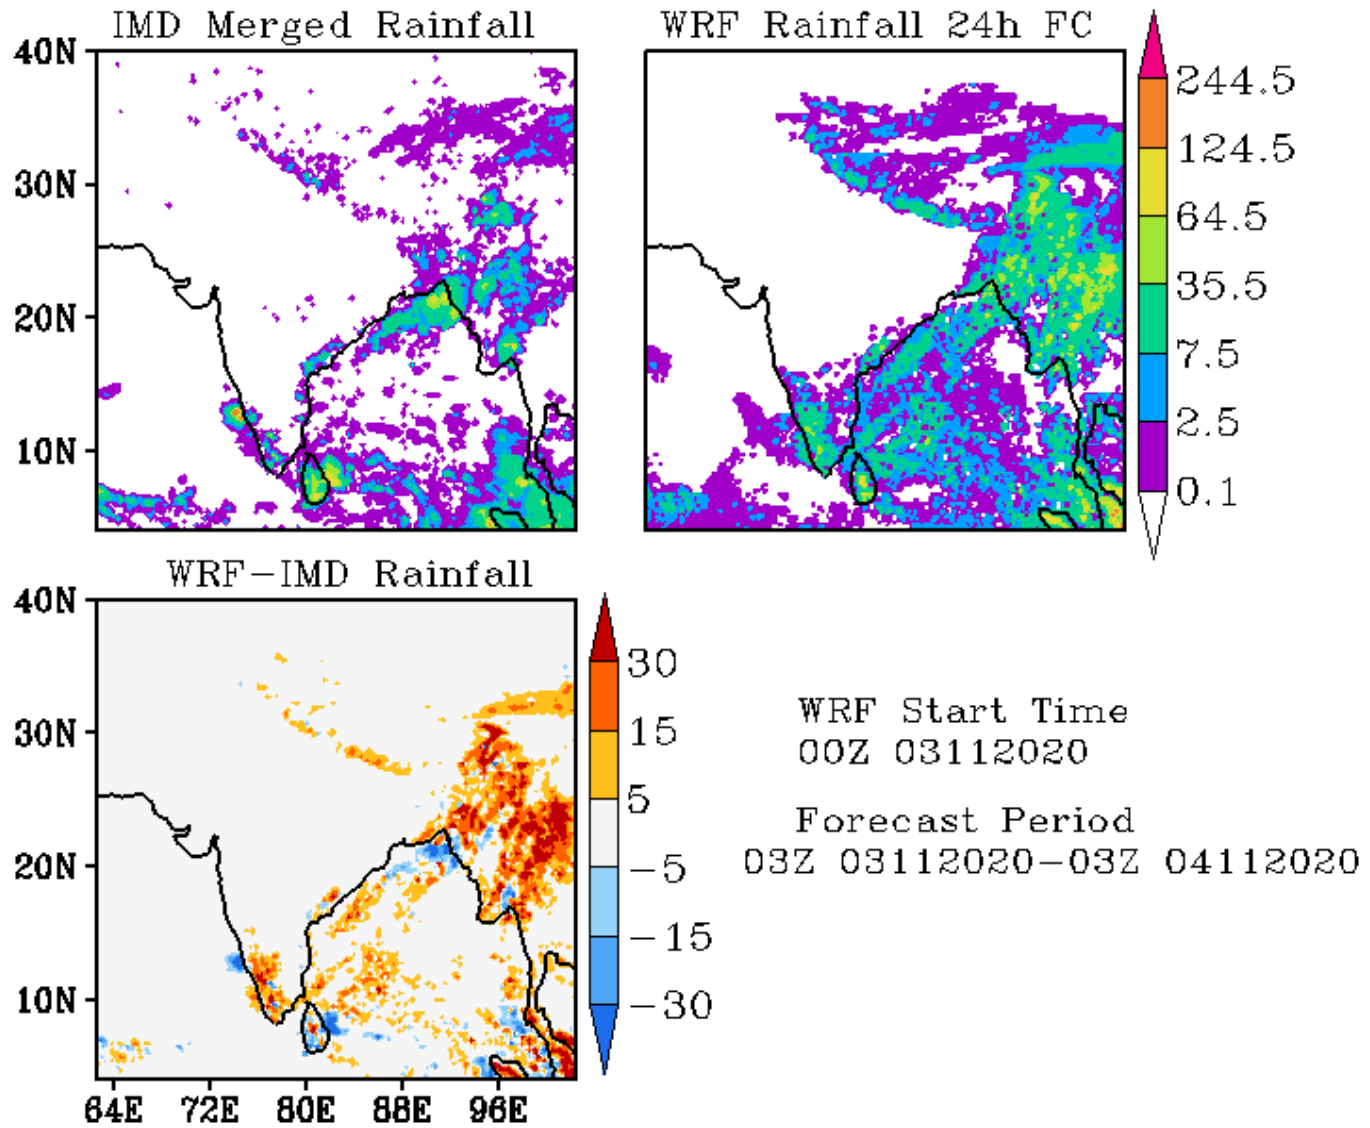 IMD Merged Rainfall
WRF Rainfall 24h FC
40N
30N
20N
10N
244.5
124.5
64.5
35.5
7.5
2.5
0.1
WRF-IMD Rainfall
40N
30N
20N
10N
64E 72E 80E 88E 96E
30
15
5
-5
-15
-30
WRF Start Time
00Z 03112020
Forecast Period
03Z 03112020-03Z 04112020